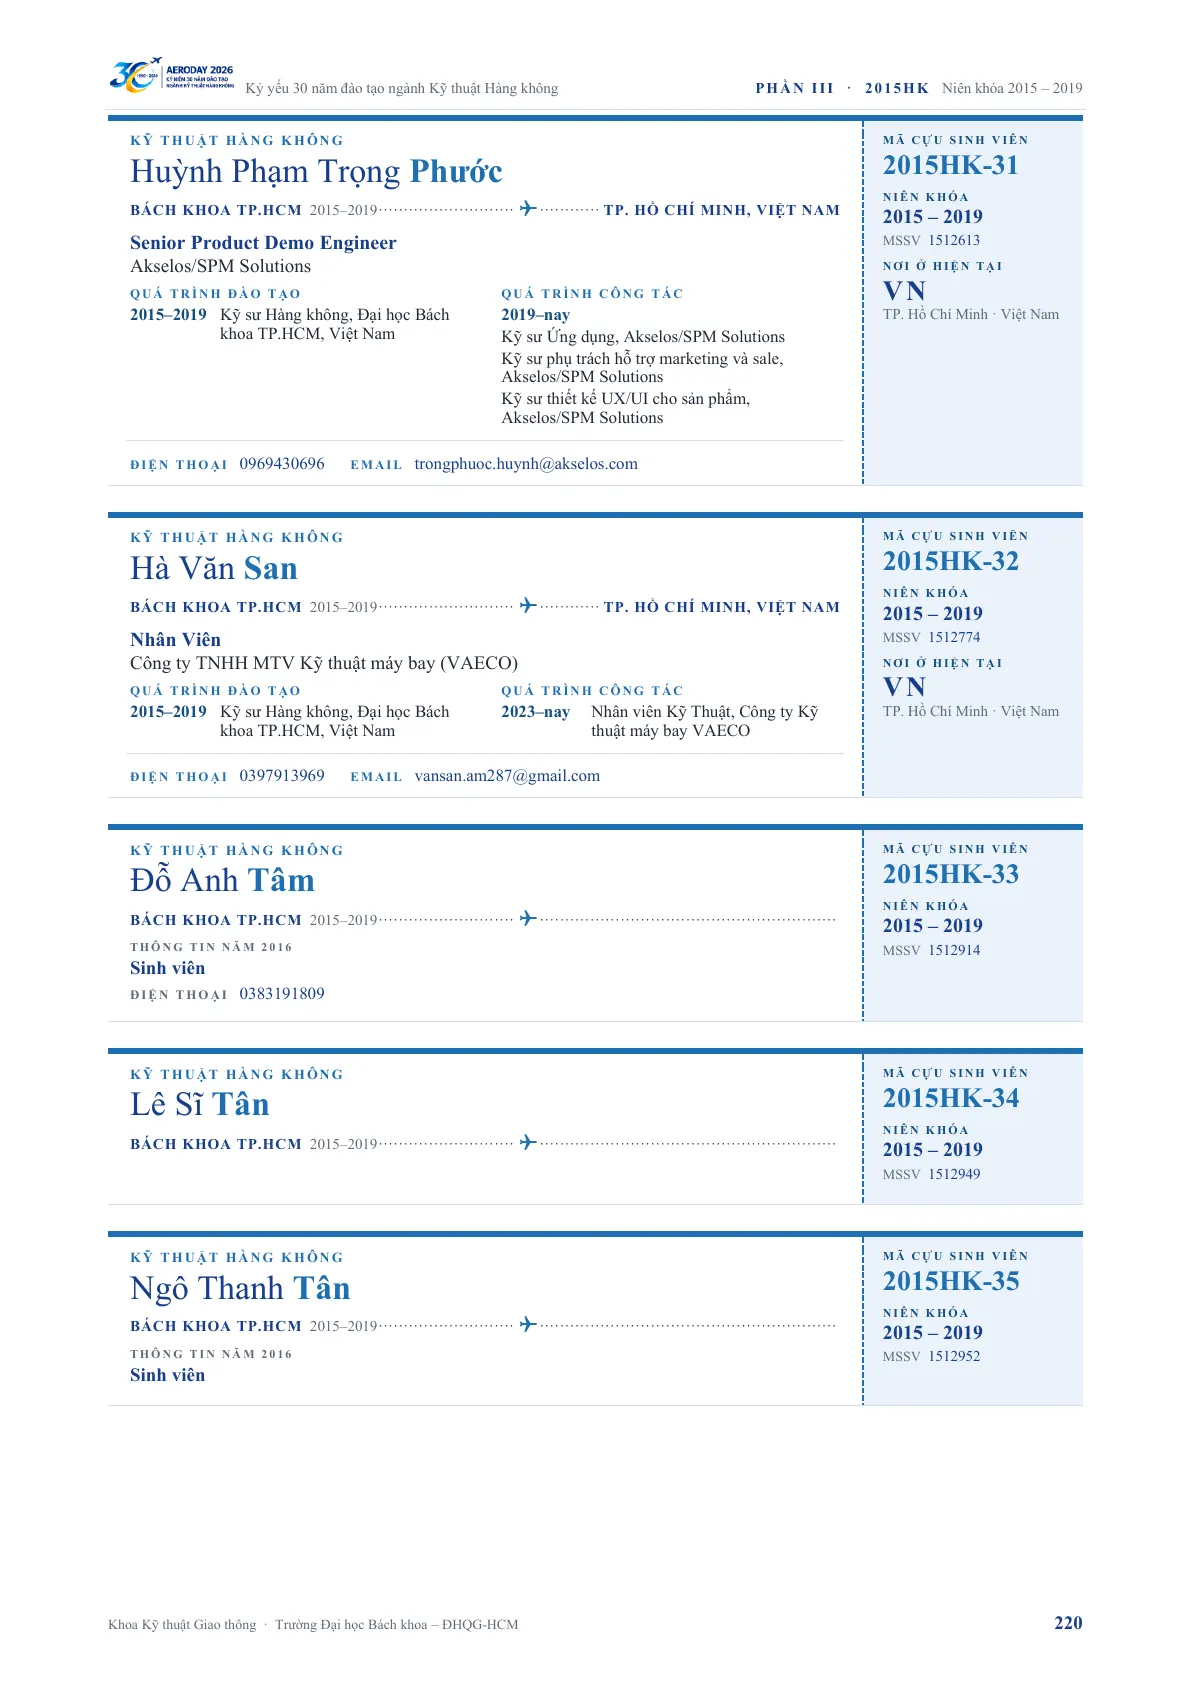 30 1996 - 2026 AERODAY 2026
KỶ NIỆM 30 NĂM ĐÀO TẠO
NGÀNH KỸ THUẬT HÀNG KHÔNG
Kỷ yếu 30 năm đào tạo ngành Kỹ thuật Hàng không
PHẦN III · 2015HK Niên khóa 2015 – 2019
KỸ THUẬT HÀNG KHÔNG
Huỳnh Phạm Trọng Phước
BÁCH KHOA TP.HCM 2015–2019 TP. HỒ CHÍ MINH, VIỆT NAM
Senior Product Demo Engineer
Akselos/SPM Solutions
QUÁ TRÌNH ĐÀO TẠO
2015–2019 Kỹ sư Hàng không, Đại học Bách
khoa TP.HCM, Việt Nam
QUÁ TRÌNH CÔNG TÁC
2019–nay
Kỹ sư Ứng dụng, Akselos/SPM Solutions
Kỹ sư phụ trách hỗ trợ marketing và sale,
Akselos/SPM Solutions
Kỹ sư thiết kế UX/UI cho sản phẩm,
Akselos/SPM Solutions
ĐIỆN THOẠI 0969430696 EMAIL trongphuoc.huynh@akselos.com
MÃ CỰU SINH VIÊN
2015HK-31
NIÊN KHÓA
2015 – 2019
MSSV 1512613
NƠI Ở HIỆN TẠI
VN
TP. Hồ Chí Minh · Việt Nam
KỸ THUẬT HÀNG KHÔNG
Hà Văn San
BÁCH KHOA TP.HCM 2015–2019 TP. HỒ CHÍ MINH, VIỆT NAM
Nhân Viên
Công ty TNHH MTV Kỹ thuật máy bay (VAECO)
QUÁ TRÌNH ĐÀO TẠO
2015–2019 Kỹ sư Hàng không, Đại học Bách
khoa TP.HCM, Việt Nam
QUÁ TRÌNH CÔNG TÁC
2023–nay Nhân viên Kỹ Thuật, Công ty Kỹ
thuật máy bay VAECO
ĐIỆN THOẠI 0397913969 EMAIL vansan.am287@gmail.com
MÃ CỰU SINH VIÊN
2015HK-32
NIÊN KHÓA
2015 – 2019
MSSV 1512774
NƠI Ở HIỆN TẠI
VN
TP. Hồ Chí Minh · Việt Nam
KỸ THUẬT HÀNG KHÔNG
Đỗ Anh Tâm
BÁCH KHOA TP.HCM 2015–2019
THÔNG TIN NĂM 2016
Sinh viên
ĐIỆN THOẠI 0383191809
MÃ CỰU SINH VIÊN
2015HK-33
NIÊN KHÓA
2015 – 2019
MSSV 1512914
KỸ THUẬT HÀNG KHÔNG
Lê Sĩ Tân
BÁCH KHOA TP.HCM 2015–2019
MÃ CỰU SINH VIÊN
2015HK-34
NIÊN KHÓA
2015 – 2019
MSSV 1512949
KỸ THUẬT HÀNG KHÔNG
Ngô Thanh Tân
BÁCH KHOA TP.HCM 2015–2019
THÔNG TIN NĂM 2016
Sinh viên
MÃ CỰU SINH VIÊN
2015HK-35
NIÊN KHÓA
2015 – 2019
MSSV 1512952
Khoa Kỹ thuật Giao thông · Trường Đại học Bách khoa – ĐHQG-HCM
220